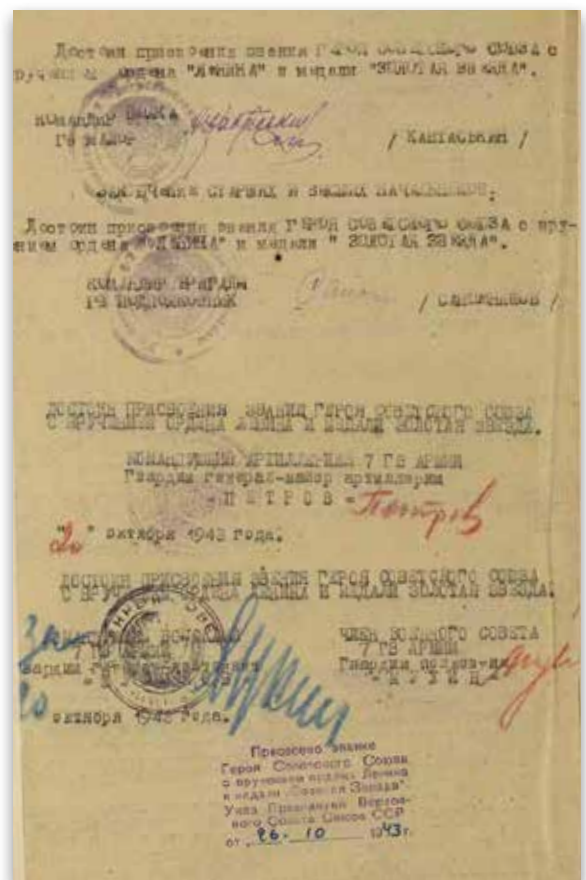 Достоин присвоения звания ГЕРОЯ СОВЕТСКОГО СОЮЗА с
ордена "ЛЕНИНА" и медали "ЗОЛОТАЯ ЗВЕЗДА".
КОМАНДИР
ГВ МАЙОР
ЗАКЛЮЧЕНИЕ СТАРШИХ И ВЫСШИХ НАЧАЛЬНИКОВ:
Достоин присвоения звания ГЕРОЯ СОВЕТСКОГО СОЮЗА с вру-
ением ордена "ЛЕНИНА" и медали " ЗОЛОТАЯ ЗВЕЗДА".
КОМАНДИР БРИГАДЫ
ГВ ПОДПОЛКОВНИК
ДОСТОИН ПРИСВОЕНИЯ ЗВАНИЯ ГЕРОЯ СОВЕТСКОГО СОЮЗА
С ВРУЧЕНИЕМ ОРДЕНА ЛЕНИНА И МЕДАЛИ ЗОЛОТАЯ ЗВЕЗДА.
КОМАНДУЮЩИЙ АРТИЛЛЕРИЕЙ 7 ГВ АРМИИ
Гвардии генерал-майор артиллерии
ПЕТРОВ - Петров
"20" октября 1943 года.
ДОСТОИН ПРИСВОЕНИЯ ЗВАНИЯ ГЕРОЯ СОВЕТСКОГО СОЮЗА
С ВРУЧЕНИЕМ ОРДЕНА ЛЕНИНА И МЕДАЛИ ЗОЛОТАЯ ЗВЕЗДА.
ЧЛЕН ВОЕННОГО СОВЕТА
7 ГВ АРМИИ
7 ГВ АРМИИ
Гвардии
октября 1943 года.
Присвоено звание
Героя Советского Союза
с вручением ордена Ленина
и медали "Золотая Звезда"
Указ Президиума Верхов-
ного Совета Союза ССР
от "26. 10 1943 г.